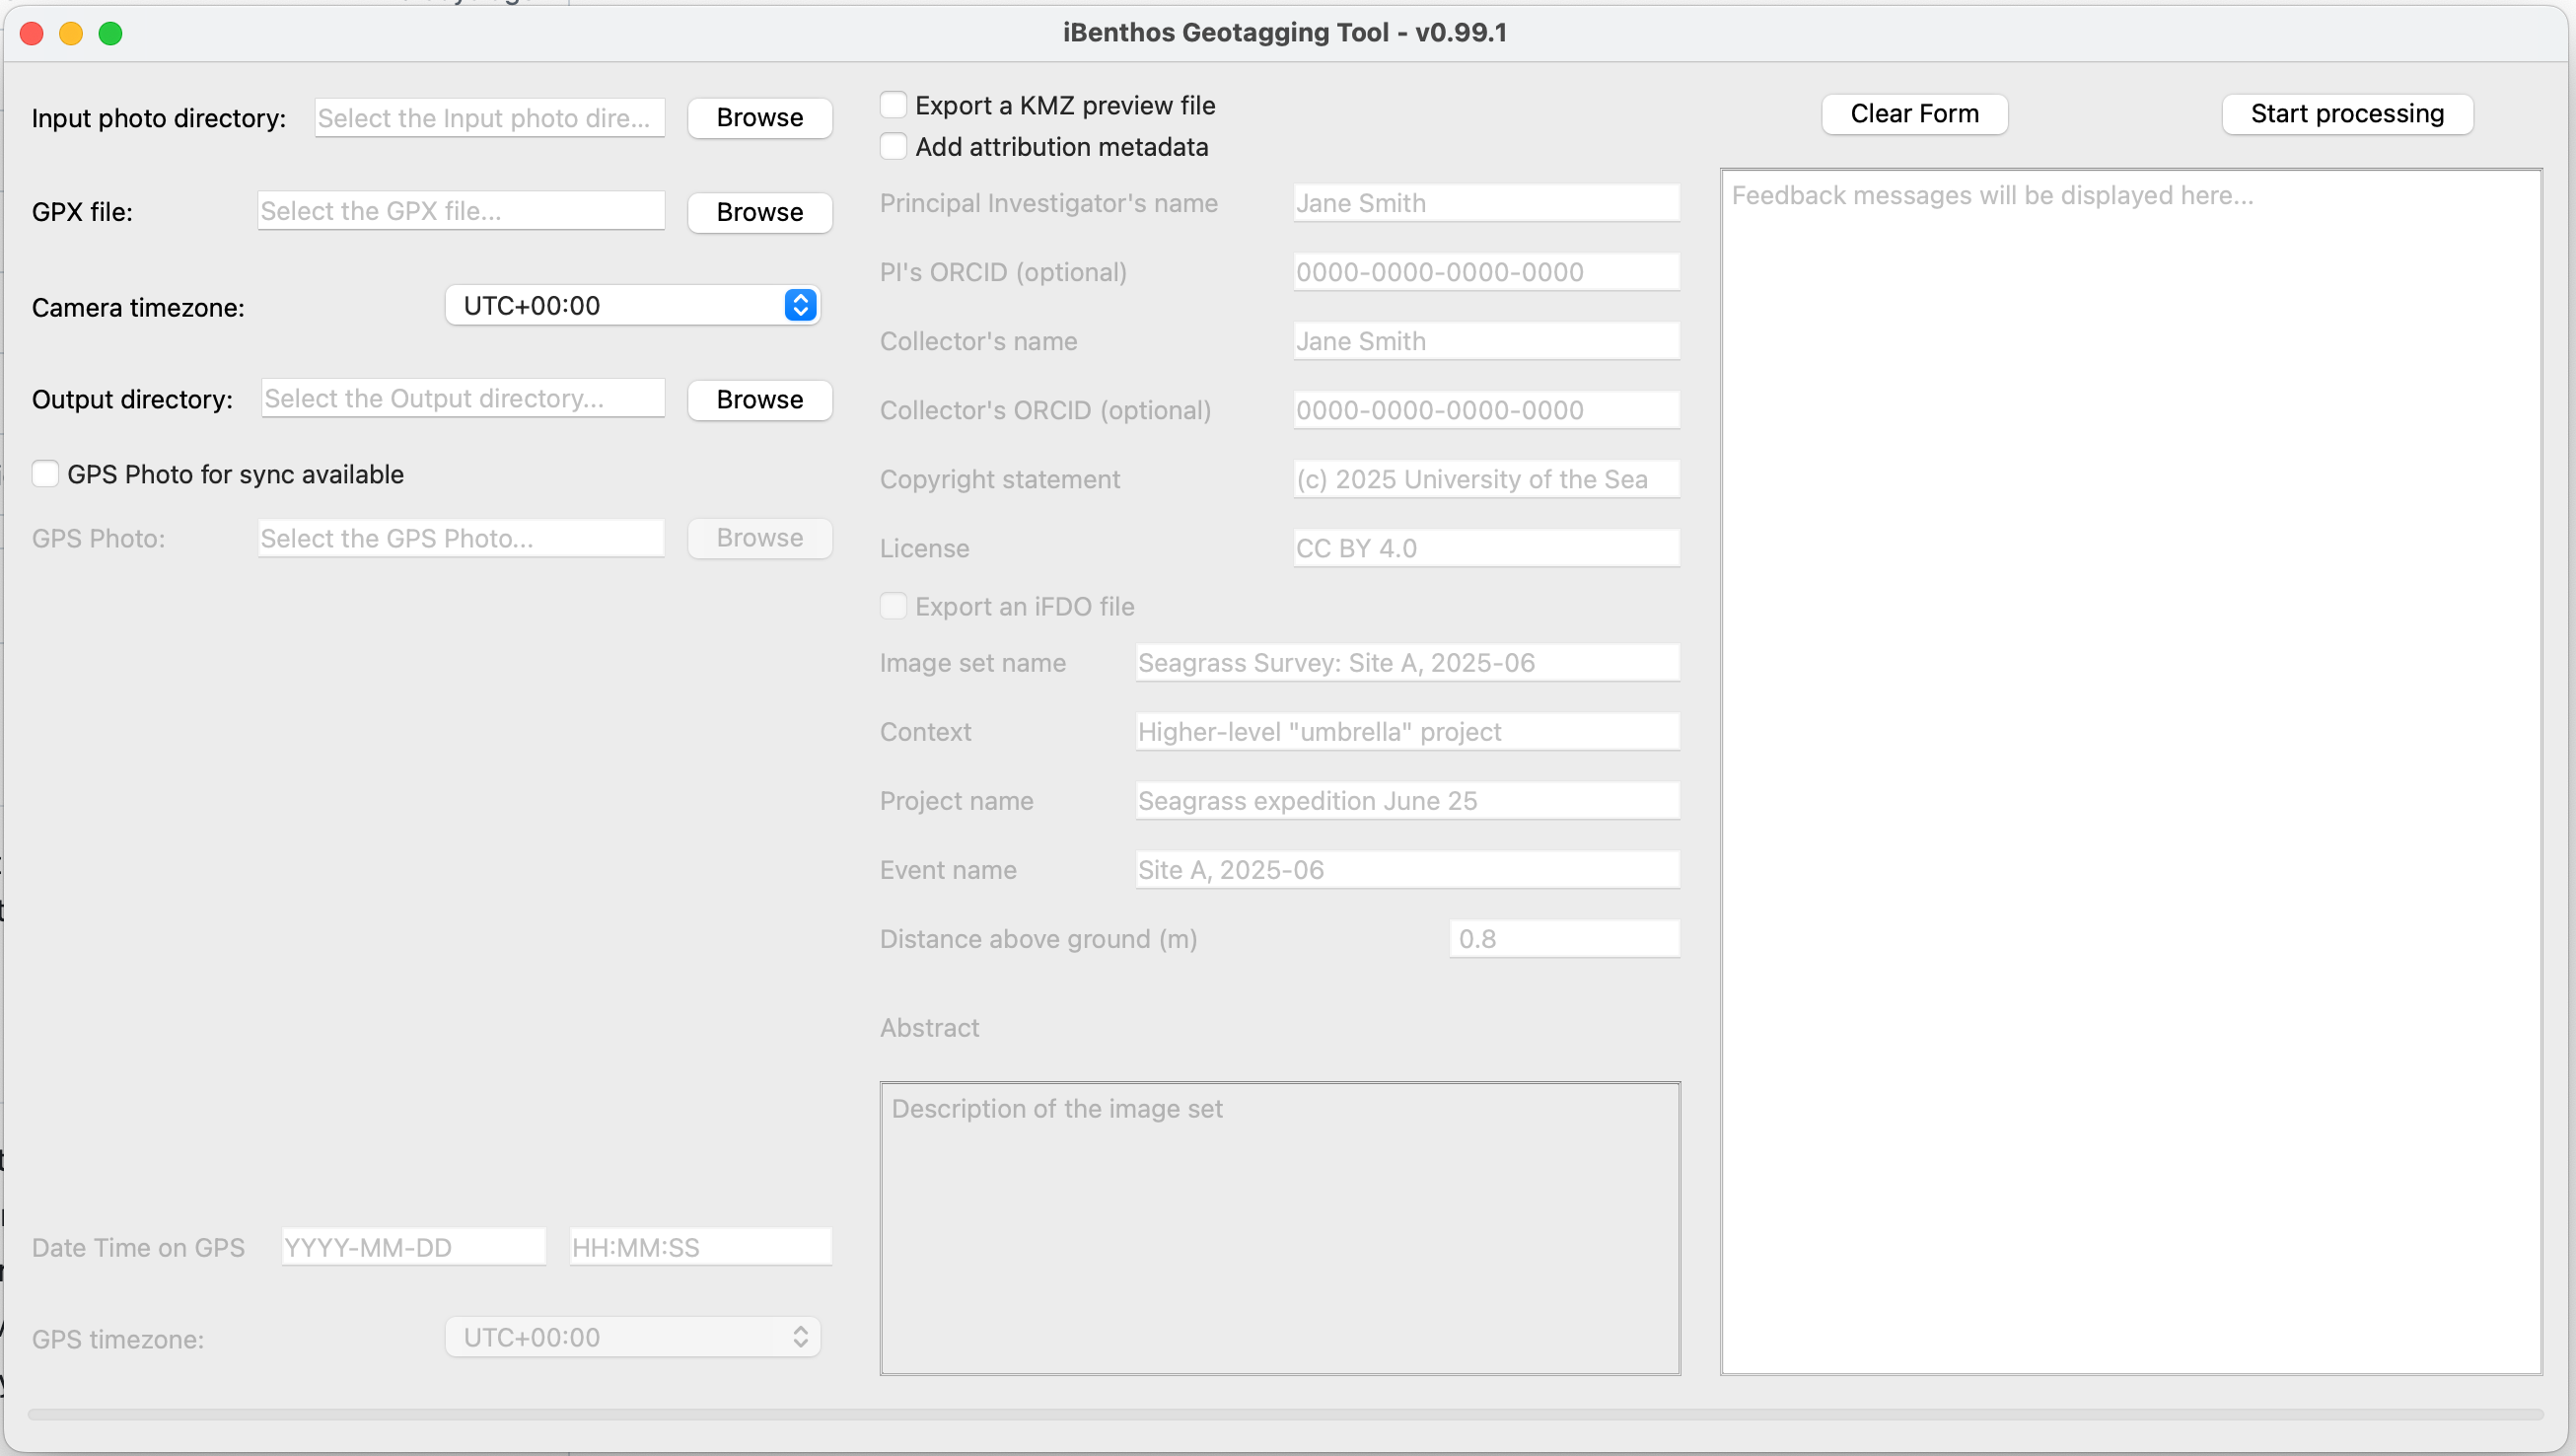 iBenthos Geotagging Tool - v0.99.1
Input photo directory: Select the Input photo dire... Browse
GPX file: Select the GPX file... Browse
Camera timezone: UTC+00:00
Output directory: Select the Output directory... Browse
GPS Photo for sync available
GPS Photo: Select the GPS Photo... Browse
Date Time on GPS YYYY-MM-DD HH:MM:SS
GPS timezone: UTC+00:00
Export a KMZ preview file
Add attribution metadata
Principal Investigator's name Jane Smith
PI's ORCID (optional) 0000-0000-0000-0000
Collector's name Jane Smith
Collector's ORCID (optional) 0000-0000-0000-0000
Copyright statement (c) 2025 University of the Sea
License CC BY 4.0
Export an iFDO file
Image set name Seagrass Survey: Site A, 2025-06
Context Higher-level "umbrella" project
Project name Seagrass expedition June 25
Event name Site A, 2025-06
Distance above ground (m) 0.8
Abstract
Description of the image set
Clear Form Start processing
Feedback messages will be displayed here...